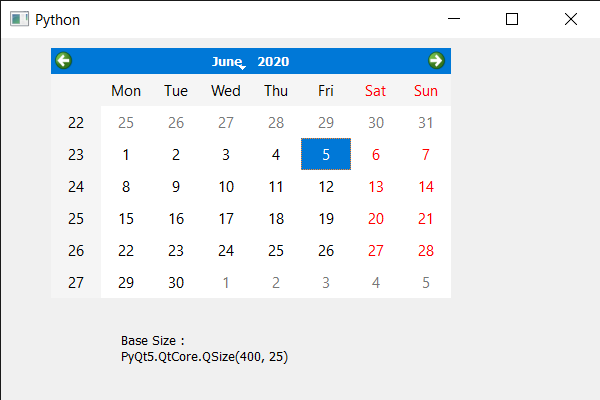 Python
June 2020
Mon Tue Wed Thu Fri Sat Sun
22 25 26 27 28 29 30 31
23 1 2 3 4 5 6 7
24 8 9 10 11 12 13 14
25 15 16 17 18 19 20 21
26 22 23 24 25 26 27 28
27 29 30 1 2 3 4 5
Base Size :
PyQt5.QtCore.QSize(400, 25)